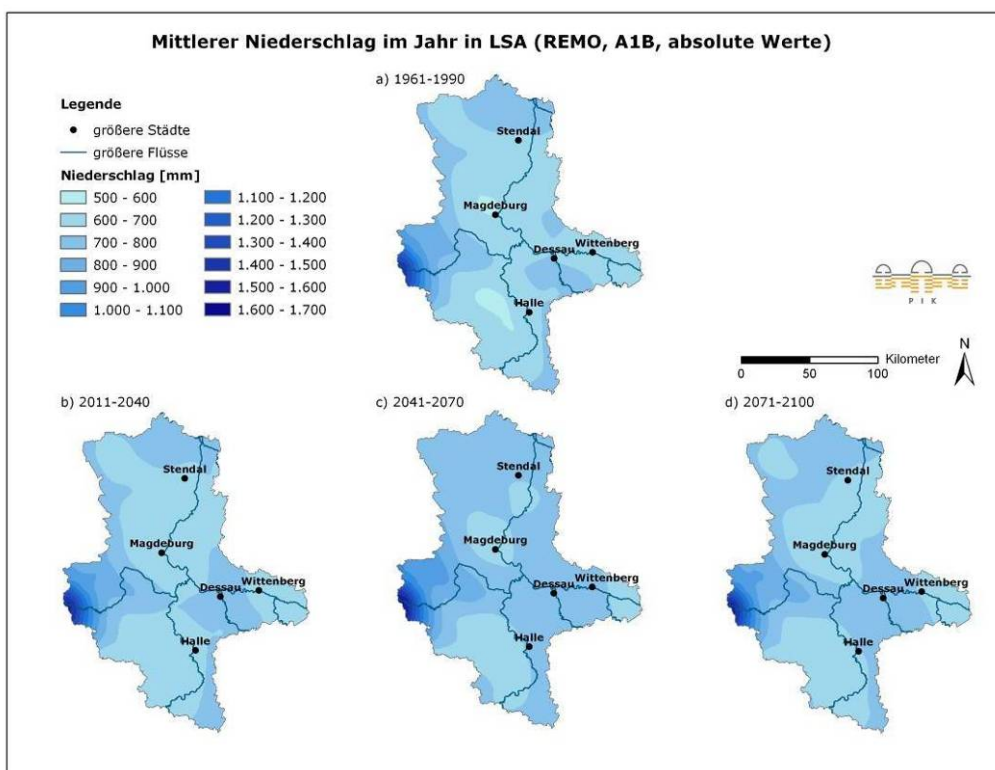 Mittlerer Niederschlag im Jahr in LSA (REMO, A1B, absolute Werte)
a) 1961-1990
Legende
größere Städte
größere Flüsse
Niederschlag [mm]
500 - 600
600 - 700
700 - 800
800 - 900
900 - 1.000
1.000 - 1.100
1.100 - 1.200
1.200 - 1.300
1.300 - 1.400
1.400 - 1.500
1.500 - 1.600
1.600 - 1.700
Stendal
Magdeburg
Dessau
Wittenberg
Halle
P I K
N
Kilometer
0 50 100
b) 2011-2040
Stendal
Magdeburg
Dessau
Wittenberg
Halle
c) 2041-2070
Stendal
Magdeburg
Dessau
Wittenberg
Halle
d) 2071-2100
Stendal
Magdeburg
Dessau
Wittenberg
Halle